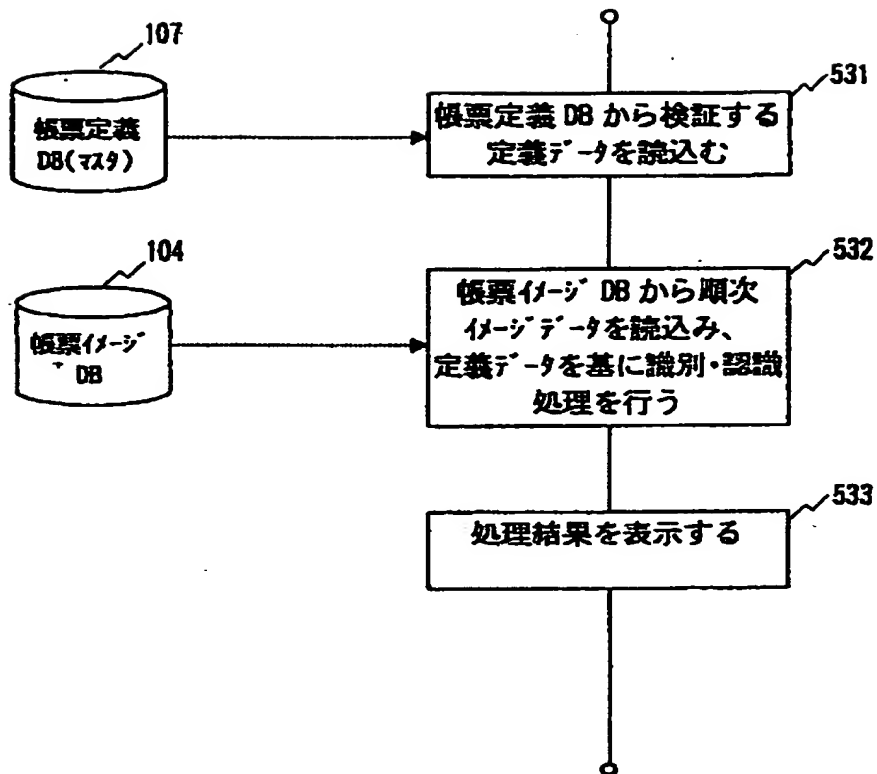 107
帳票定義
DB(マスタ)
531
帳票定義 DB から検証する
定義データを読込む
104
帳票イメージ
DB
532
帳票イメージ DB から順次
イメージデータを読込み、
定義データを基に識別・認識
処理を行う
533
処理結果を表示する